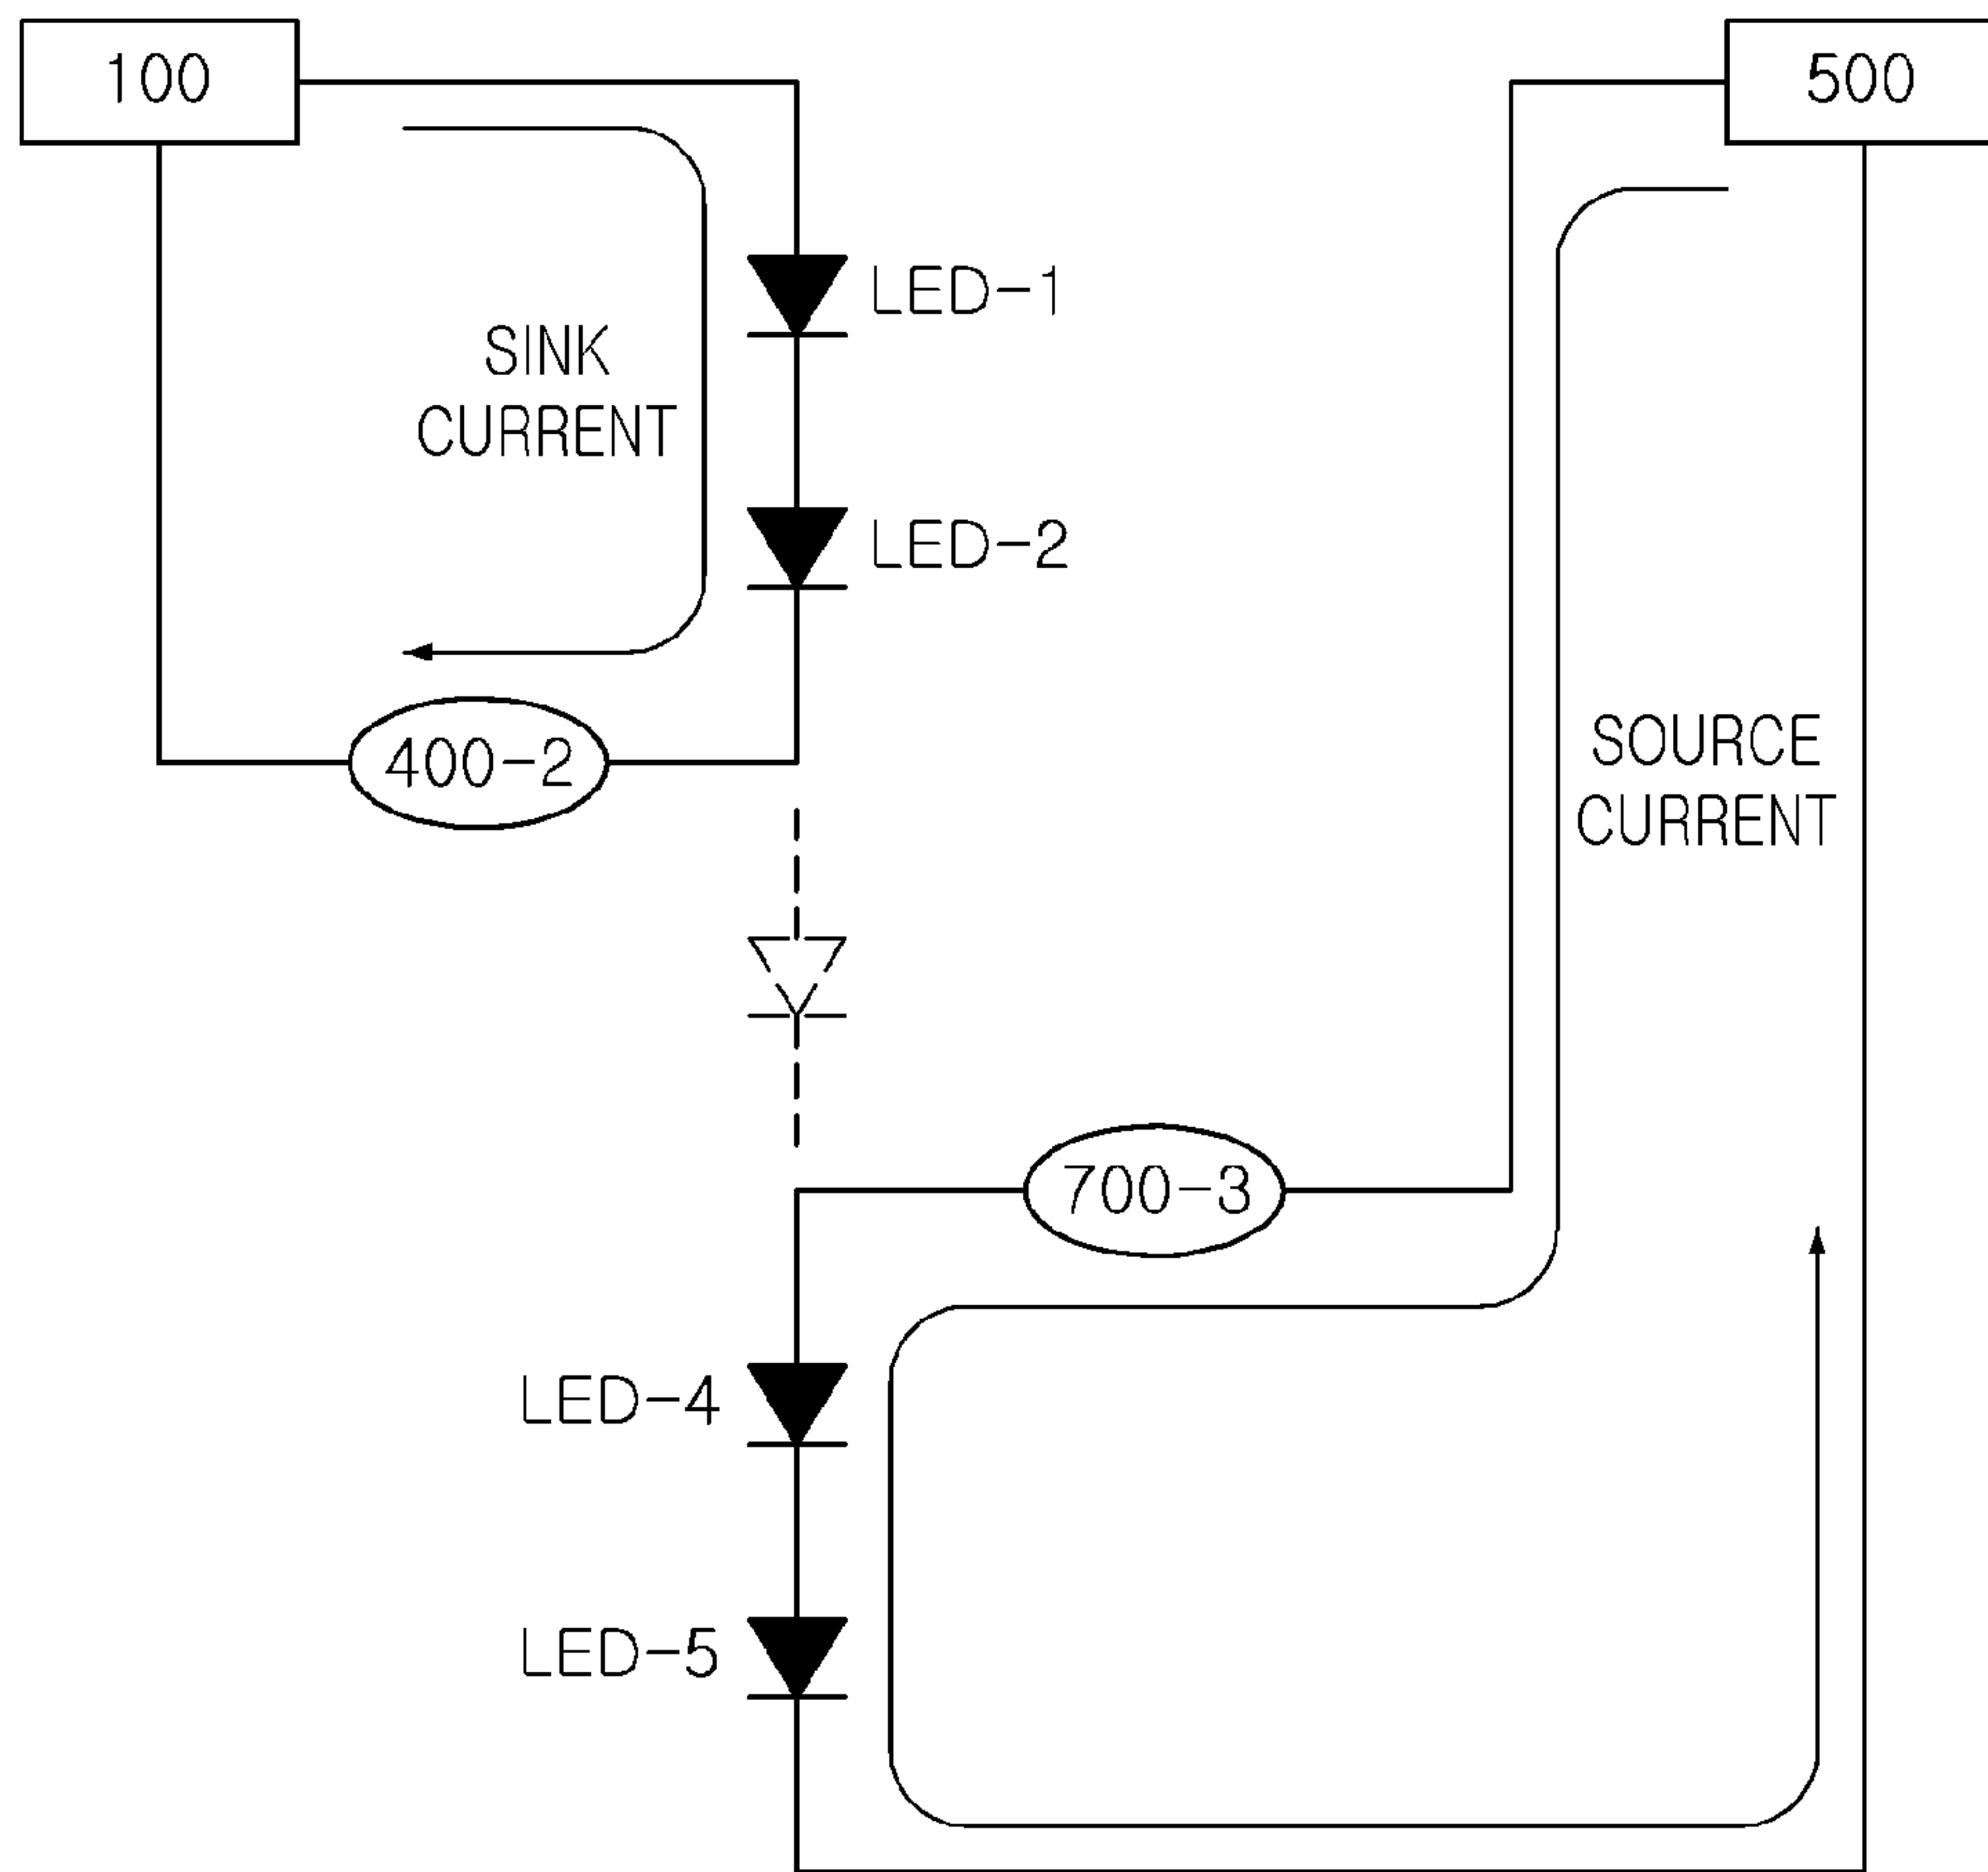 100
500
LED-1
SINK
CURRENT
LED-2
400-2
SOURCE
CURRENT
700-3
LED-4
LED-5